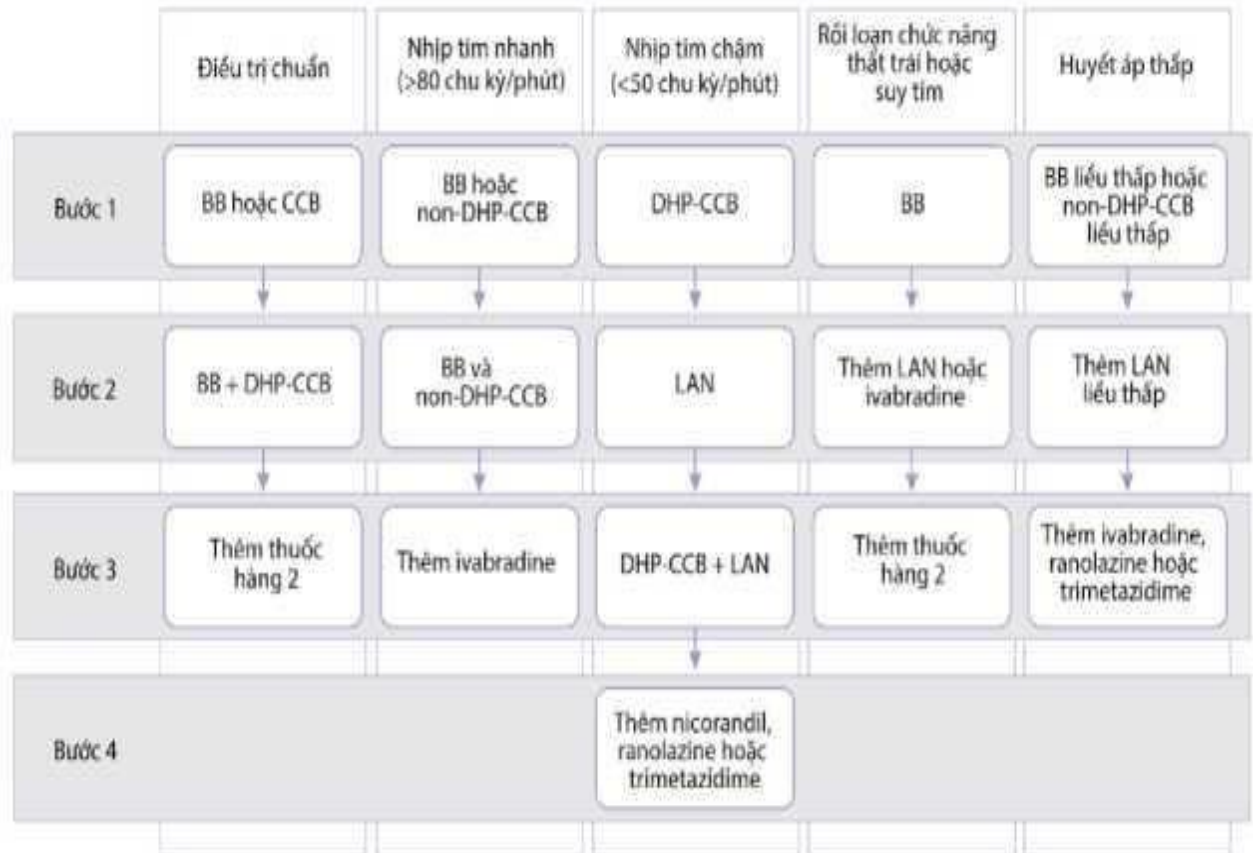 Điều trị chuẩn
Nhịp tim nhanh
(>80 chu kỳ/phút)
Nhịp tim chậm
(<50 chu kỳ/phút)
Rối loạn chức năng
thất trái hoặc
suy tim
Huyết áp thấp
Bước 1
BB hoặc CCB
BB hoặc
non-DHP-CCB
DHP-CCB
BB
BB liều thấp hoặc
non-DHP-CCB
liều thấp
Bước 2
BB + DHP-CCB
BB và
non-DHP-CCB
LAN
Thêm LAN hoặc
ivabradine
Thêm LAN
liều thấp
Bước 3
Thêm thuốc
hàng 2
Thêm ivabradine
DHP-CCB + LAN
Thêm thuốc
hàng 2
Thêm ivabradine,
ranolazine hoặc
trimetazidime
Bước 4
Thêm nicorandil,
ranolazine hoặc
trimetazidime